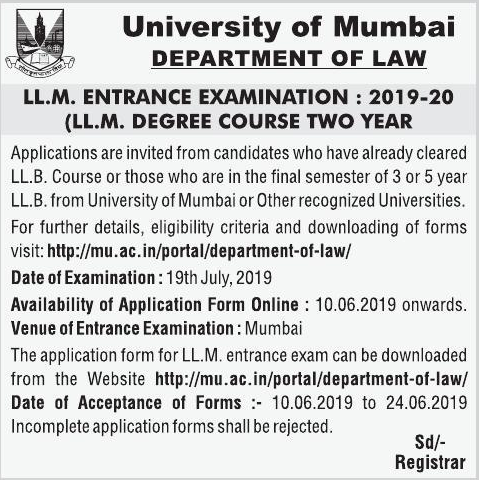 University of Mumbai
DEPARTMENT OF LAW
LL.M. ENTRANCE EXAMINATION : 2019-20
(LL.M. DEGREE COURSE TWO YEAR
Applications are invited from candidates who have already cleared
LL.B. Course or those who are in the final semester of 3 or 5 year
LL.B. from University of Mumbai or Other recognized Universities.
For further details, eligibility criteria and downloading of forms
visit: http://mu.ac.in/portal/department-of-law/
Date of Examination : 19th July, 2019
Availability of Application Form Online : 10.06.2019 onwards.
Venue of Entrance Examination : Mumbai
The application form for LL.M. entrance exam can be downloaded
from the Website http://mu.ac.in/portal/department-of-law/
Date of Acceptance of Forms :- 10.06.2019 to 24.06.2019
Incomplete application forms shall be rejected.
Sd/-
Registrar